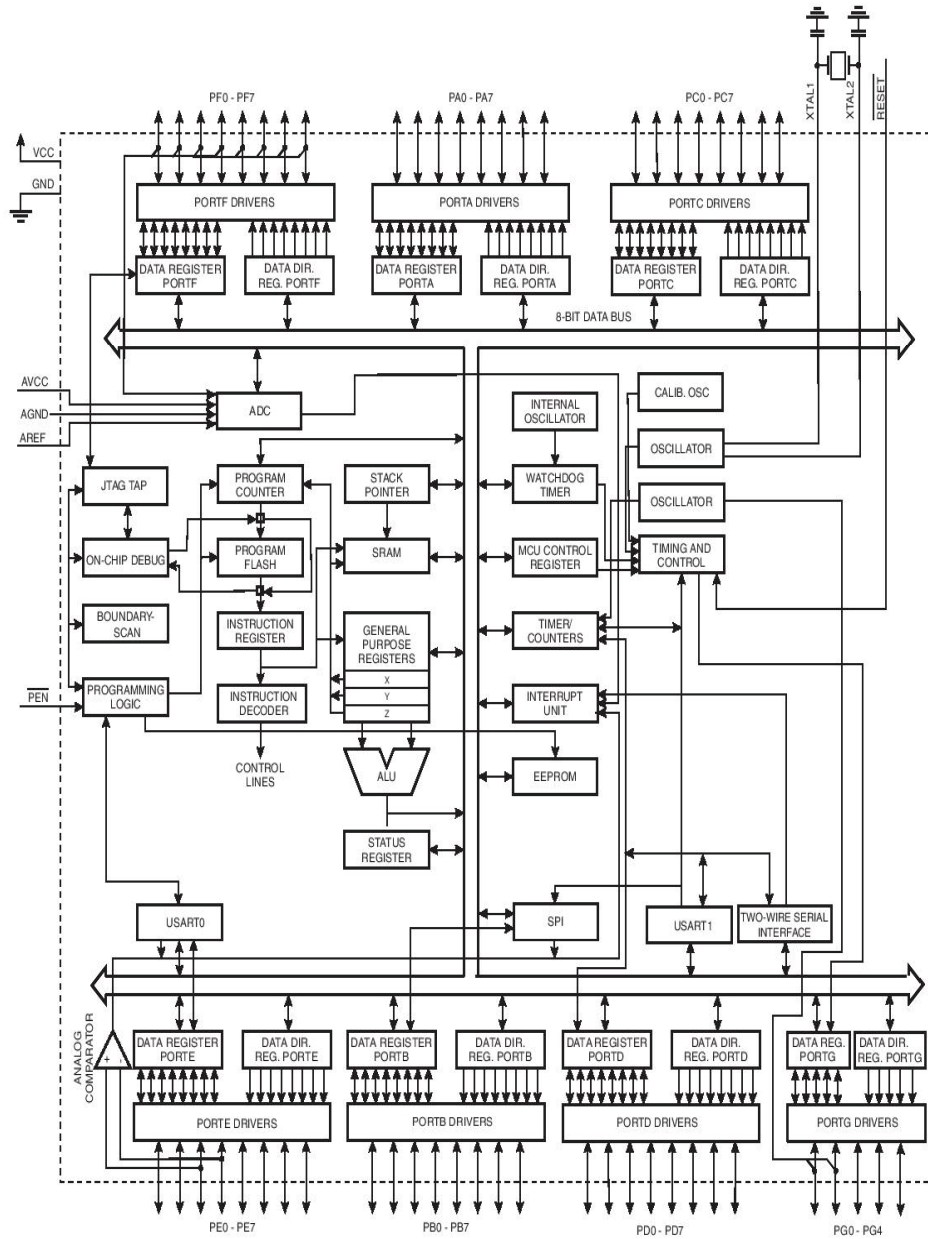 XTAL1
XTAL2
RESET
PF0 - PF7
PA0 - PA7
PC0 - PC7
VCC
GND
PORTF DRIVERS
PORTA DRIVERS
PORTC DRIVERS
DATA REGISTER
PORTF
DATA DIR.
REG. PORTF
DATA REGISTER
PORTA
DATA DIR.
REG. PORTA
DATA REGISTER
PORTC
DATA DIR.
REG. PORTC
8-BIT DATA BUS
AVCC
AGND
AREF
ADC
INTERNAL
OSCILLATOR
CALIB. OSC
OSCILLATOR
JTAG TAP
PROGRAM
COUNTER
STACK
POINTER
WATCHDOG
TIMER
OSCILLATOR
ON-CHIP DEBUG
PROGRAM
FLASH
SRAM
MCU CONTROL
REGISTER
TIMING AND
CONTROL
BOUNDARY-
SCAN
INSTRUCTION
REGISTER
GENERAL
PURPOSE
REGISTERS
X
Y
Z
TIMER/
COUNTERS
PEN
PROGRAMMING
LOGIC
INSTRUCTION
DECODER
INTERRUPT
UNIT
CONTROL
LINES
ALU
EEPROM
STATUS
REGISTER
USART0
SPI
USART1
TWO-WIRE SERIAL
INTERFACE
ANALOG
COMPARATOR
+
-
DATA REGISTER
PORTE
DATA DIR.
REG. PORTE
DATA REGISTER
PORTB
DATA DIR.
REG. PORTB
DATA REGISTER
PORTD
DATA DIR.
REG. PORTD
DATA REG.
PORTG
DATA DIR.
REG. PORTG
PORTE DRIVERS
PORTB DRIVERS
PORTD DRIVERS
PORTG DRIVERS
PE0 - PE7
PB0 - PB7
PD0 - PD7
PG0 - PG4